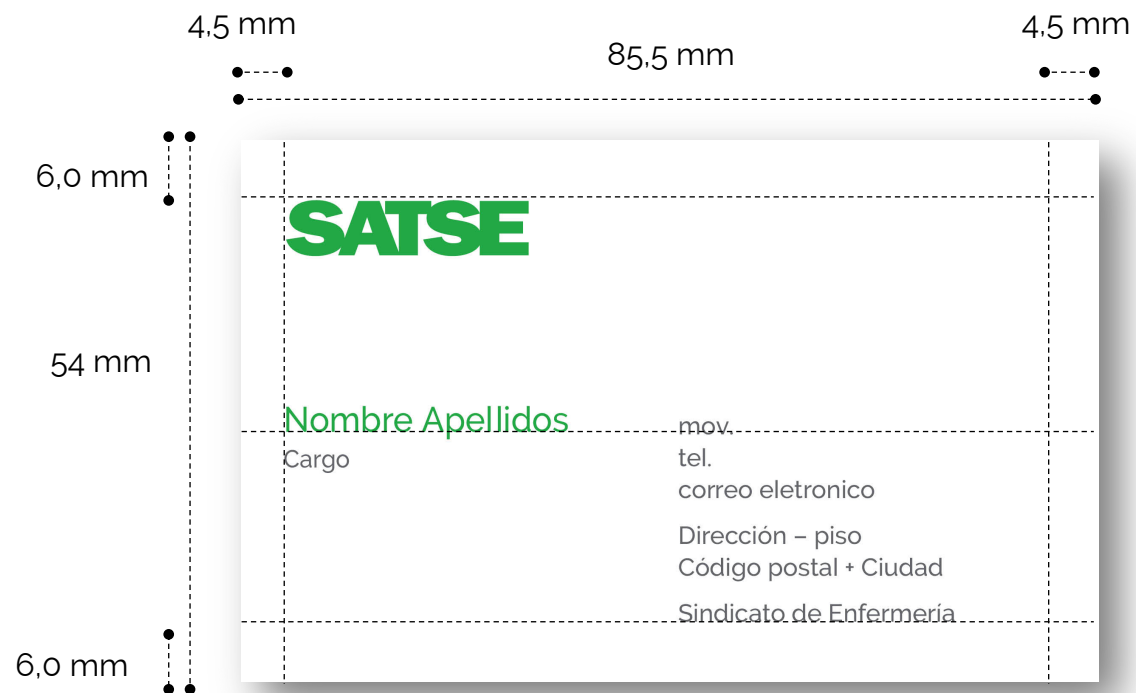 4,5 mm
4,5 mm
85,5 mm
6,0 mm
SATSE
54 mm
Nombre Apellidos
Cargo
mov.
tel.
correo eletronico
Dirección – piso
Código postal + Ciudad
Sindicato de Enfermería
6,0 mm